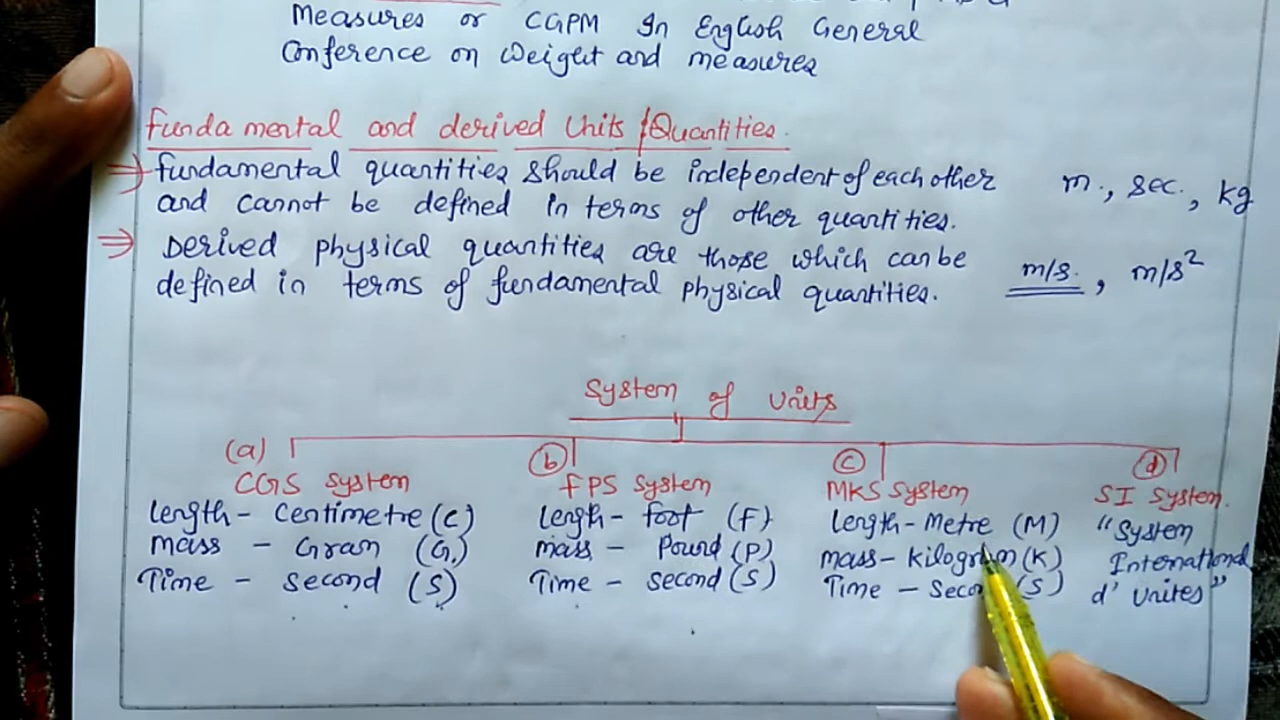 Measures or CGPM In English General
Conference on Weight and measures
Fundamental and derived Units/Quantities.
⇒ fundamental quantities should be independent of each other m., sec., kg
and cannot be defined in terms of other quantities.
⇒ Derived physical quantities are those which can be
defined in terms of fundamental physical quantities. m/s., m/s²
System of Units
(a) CGS System
Length - Centimetre (C)
Mass - Gram (G)
Time - Second (S)
(b) FPS System
Length - Foot (F)
Mass - Pound (P)
Time - Second (S)
(c) MKS System
Length - Metre (M)
Mass - Kilogram (K)
Time - Second (S)
(d) SI System.
"System
International
d' Unites"